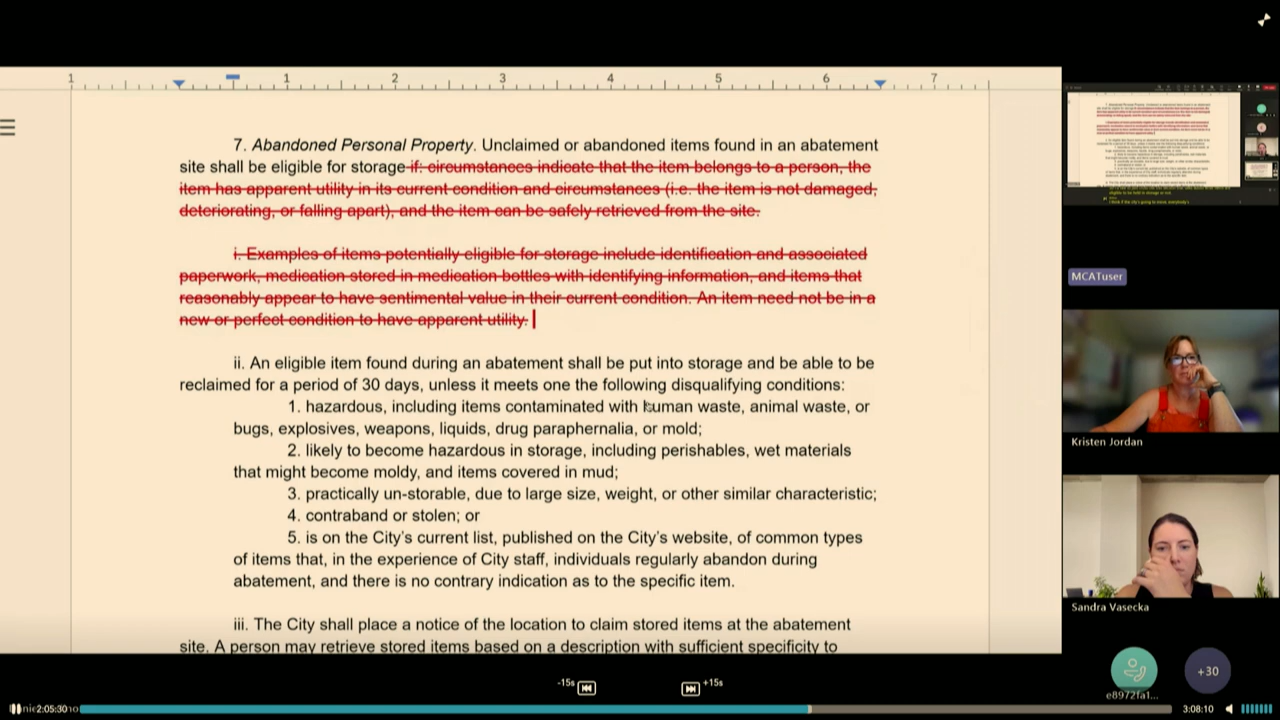 1 1 2 3 4 5 6 7
7. Abandoned Personal Property. Unclaimed or abandoned items found in an abatement
site shall be eligible for storage indicate that the item belongs to a person, the
item has apparent utility in its current condition and circumstances (i.e. the item is not damaged,
deteriorating, or falling apart), and the item can be safely retrieved from the site.
i. Examples of items potentially eligible for storage include identification and associated
paperwork, medication stored in medication bottles with identifying information, and items that
reasonably appear to have sentimental value in their current condition. An item need not be in a
new or perfect condition to have apparent utility.
ii. An eligible item found during an abatement shall be put into storage and be able to be
reclaimed for a period of 30 days, unless it meets one the following disqualifying conditions:
1. hazardous, including items contaminated with human waste, animal waste, or
bugs, explosives, weapons, liquids, drug paraphernalia, or mold;
2. likely to become hazardous in storage, including perishables, wet materials
that might become moldy, and items covered in mud;
3. practically un-storable, due to large size, weight, or other similar characteristic;
4. contraband or stolen; or
5. is on the City's current list, published on the City's website, of common types
of items that, in the experience of City staff, individuals regularly abandon during
abatement, and there is no contrary indication as to the specific item.
iii. The City shall place a notice of the location to claim stored items at the abatement
site. A person may retrieve stored items based on a description with sufficient specificity to
MCATuser
Kristen Jordan
Sandra Vasecka
e8972fa1...
+30
-15s
+15s
2:05:30
3:08:10